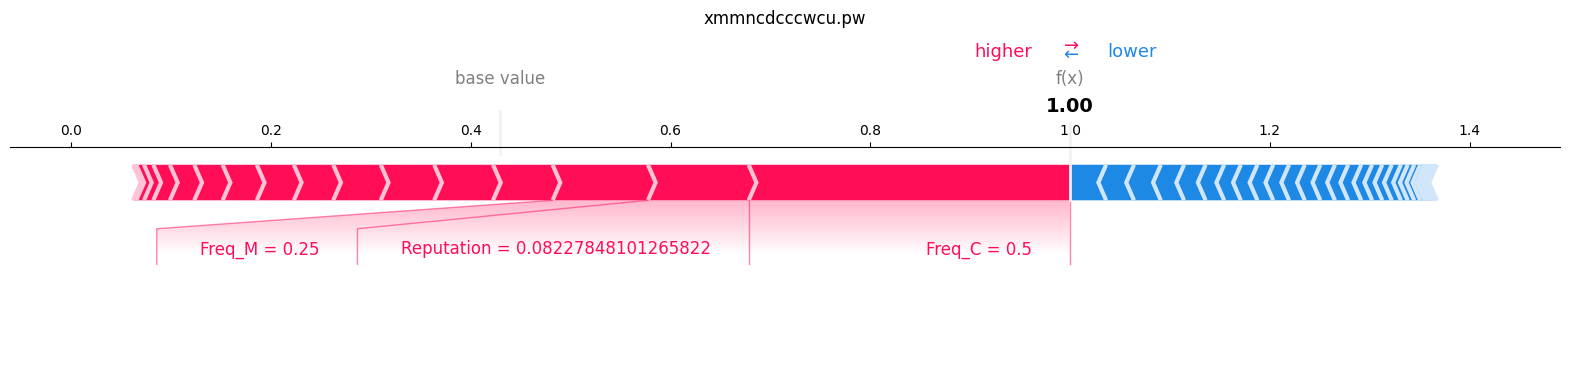 xmmncdcccwcu.pw
higher ⇄ lower
base value f(x)
1.00
0.0 0.2 0.4 0.6 0.8 1.0 1.2 1.4
Freq_M = 0.25 Reputation = 0.08227848101265822 Freq_C = 0.5